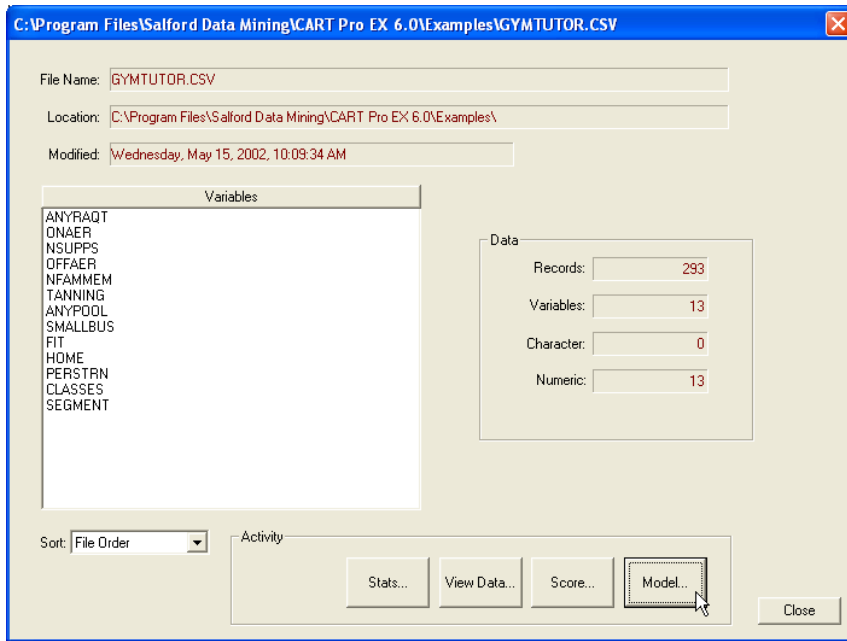 C:\Program Files\Salford Data Mining\CART Pro EX 6.0\Examples\GYMTUTOR.CSV
File Name: GYMTUTOR.CSV
Location: C:\Program Files\Salford Data Mining\CART Pro EX 6.0\Examples\
Modified: Wednesday, May 15, 2002, 10:09:34 AM
Variables
ANYRAQT
ONAER
NSUPPS
OFFAER
NFAMMEM
TANNING
ANYPOOL
SMALLBUS
FIT
HOME
PERSTRN
CLASSES
SEGMENT
Data
Records: 293
Variables: 13
Character: 0
Numeric: 13
Sort: File Order
Activity
Stats... View Data... Score... Model...
Close